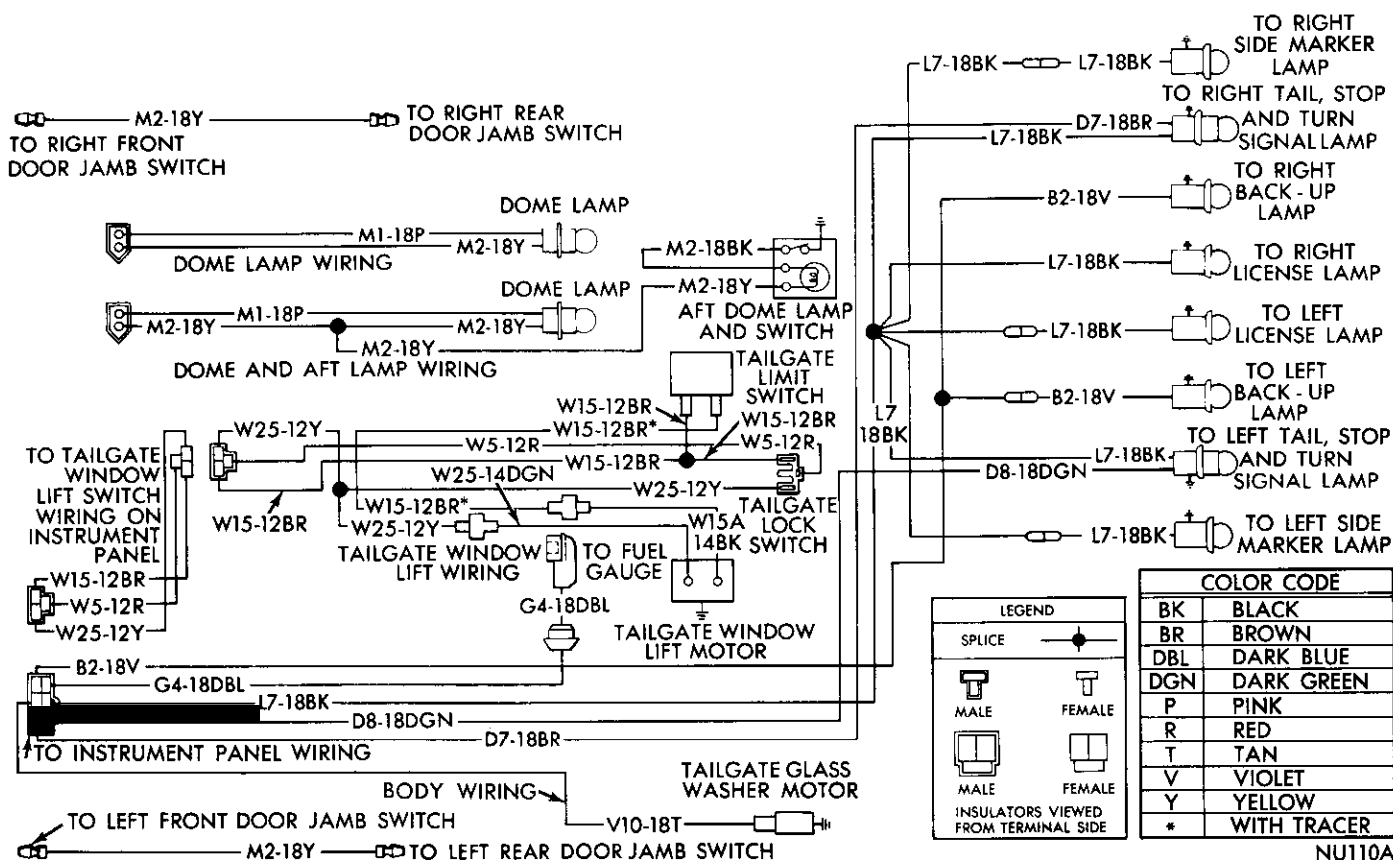 M2-18Y
TO RIGHT FRONT
DOOR JAMB SWITCH
TO RIGHT REAR
DOOR JAMB SWITCH
DOME LAMP
M1-18P
M2-18Y
DOME LAMP WIRING
DOME LAMP
M1-18P
M2-18Y
M2-18Y
M2-18Y
DOME AND AFT LAMP WIRING
M2-18BK
M2-18Y
AFT DOME LAMP
AND SWITCH
TAILGATE
LIMIT
SWITCH
W15-12BR
W15-12BR
W15-12BR*
W25-12Y
W5-12R
W5-12R
W15-12BR
W25-14DGN
W25-12Y
TO TAILGATE
WINDOW
LIFT SWITCH
WIRING ON
INSTRUMENT
PANEL
W15-12BR
W15-12BR*
W25-12Y
W15A
14BK
TAILGATE
LOCK
SWITCH
TAILGATE WINDOW
LIFT WIRING
TO FUEL
GAUGE
G4-18DBL
TAILGATE WINDOW
LIFT MOTOR
W15-12BR
W5-12R
W25-12Y
B2-18V
G4-18DBL
L7-18BK
D8-18DGN
D7-18BR
TO INSTRUMENT PANEL WIRING
BODY WIRING
TAILGATE GLASS
WASHER MOTOR
V10-18T
TO LEFT FRONT DOOR JAMB SWITCH
M2-18Y
TO LEFT REAR DOOR JAMB SWITCH
L7-18BK
L7-18BK
TO RIGHT
SIDE MARKER
LAMP
D7-18BR
L7-18BK
TO RIGHT TAIL, STOP
AND TURN
SIGNAL LAMP
B2-18V
TO RIGHT
BACK-UP
LAMP
L7-18BK
TO RIGHT
LICENSE LAMP
L7-18BK
TO LEFT
LICENSE LAMP
B2-18V
TO LEFT
BACK-UP
LAMP
L7
18BK
L7-18BK
D8-18DGN
TO LEFT TAIL, STOP
AND TURN
SIGNAL LAMP
L7-18BK
TO LEFT SIDE
MARKER LAMP
LEGEND
SPLICE
MALE FEMALE
MALE FEMALE
INSULATORS VIEWED
FROM TERMINAL SIDE
COLOR CODE
BK BLACK
BR BROWN
DBL DARK BLUE
DGN DARK GREEN
P PINK
R RED
T TAN
V VIOLET
Y YELLOW
* WITH TRACER
NU110A